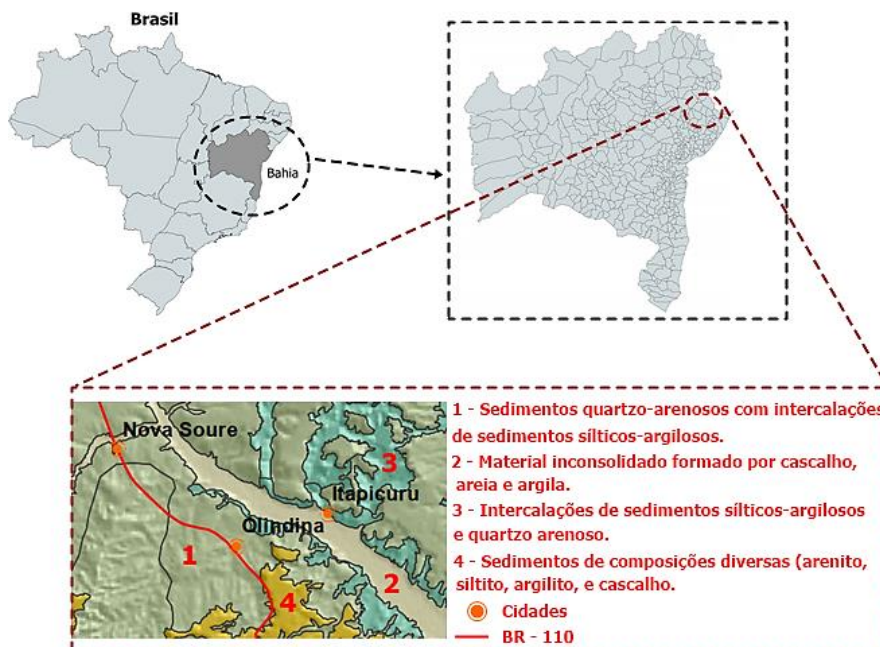 Brasil
Bahia
Nova Soure
Itapicuru
Olindina
1
2
3
4
1 - Sedimentos quartzo-arenosos com intercalações
de sedimentos sílticos-argilosos.
2 - Material inconsolidado formado por cascalho,
areia e argila.
3 - Intercalações de sedimentos sílticos-argilosos
e quartzo arenoso.
4 - Sedimentos de composições diversas (arenito,
siltito, argilito, e cascalho.
Cidades
BR - 110